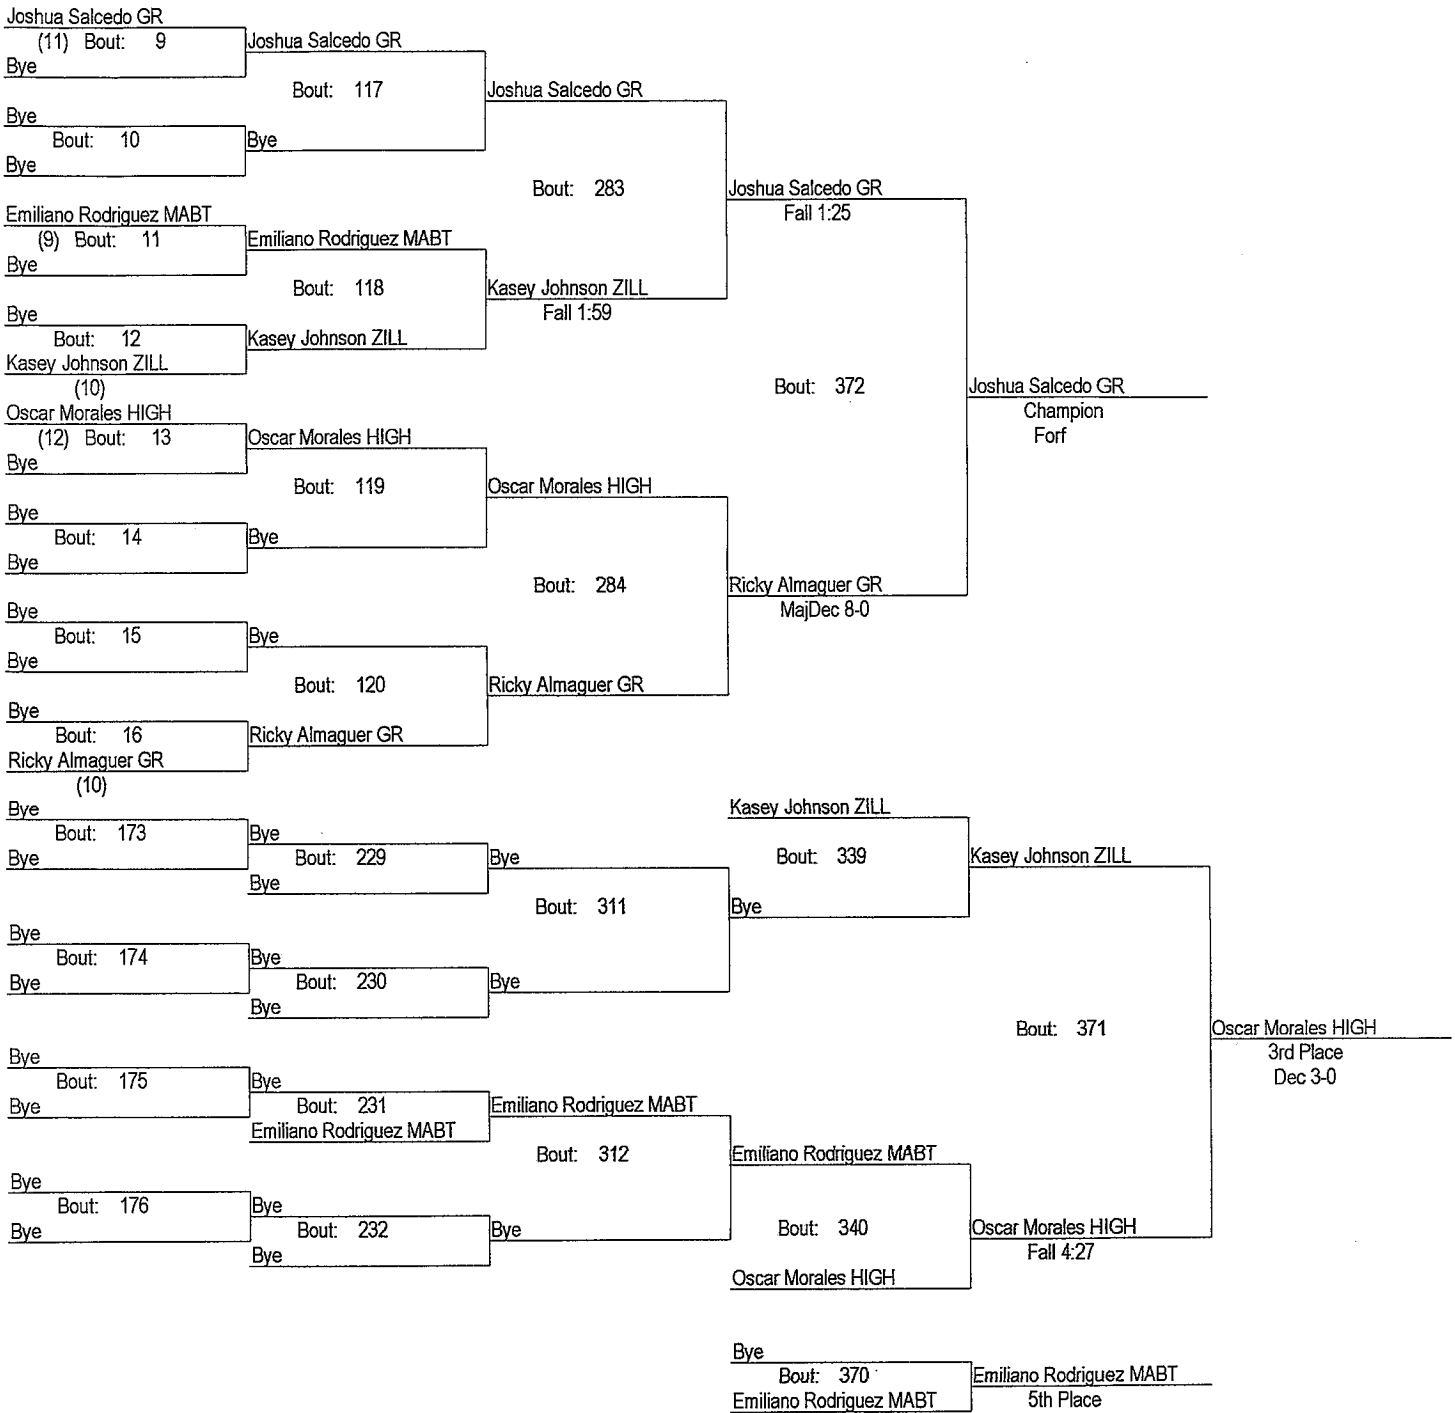 Joshua Salcedo GR
(11) Bout: 9
Bye
Joshua Salcedo GR
Bout: 117
Joshua Salcedo GR
Bye
Bout: 10
Bye
Bye
Bout: 283
Joshua Salcedo GR
Fall 1:25
Emiliano Rodriguez MABT
(9) Bout: 11
Bye
Emiliano Rodriguez MABT
Bout: 118
Kasey Johnson ZILL
Fall 1:59
Bye
Bout: 12
Kasey Johnson ZILL
(10)
Kasey Johnson ZILL
Bout: 372
Joshua Salcedo GR
Champion
Forf
Oscar Morales HIGH
(12) Bout: 13
Bye
Oscar Morales HIGH
Bout: 119
Oscar Morales HIGH
Bye
Bout: 14
Bye
Bye
Bout: 284
Ricky Almaguer GR
MajDec 8-0
Bye
Bout: 15
Bye
Bye
Bout: 120
Ricky Almaguer GR
Bye
Bout: 16
Ricky Almaguer GR
(10)
Ricky Almaguer GR
Bye
Bout: 173
Bye
Bye
Bout: 229
Bye
Bye
Bout: 311
Bye
Kasey Johnson ZILL
Bout: 339
Kasey Johnson ZILL
Bye
Bout: 174
Bye
Bye
Bout: 230
Bye
Bye
Bout: 371
Oscar Morales HIGH
3rd Place
Dec 3-0
Bye
Bout: 175
Bye
Bye
Bout: 231
Emiliano Rodriguez MABT
Emiliano Rodriguez MABT
Bout: 312
Emiliano Rodriguez MABT
Bye
Bout: 176
Bye
Bye
Bout: 232
Bye
Bye
Bout: 340
Oscar Morales HIGH
Oscar Morales HIGH
Fall 4:27
Bye
Bout: 370
Emiliano Rodriguez MABT
Emiliano Rodriguez MABT
5th Place